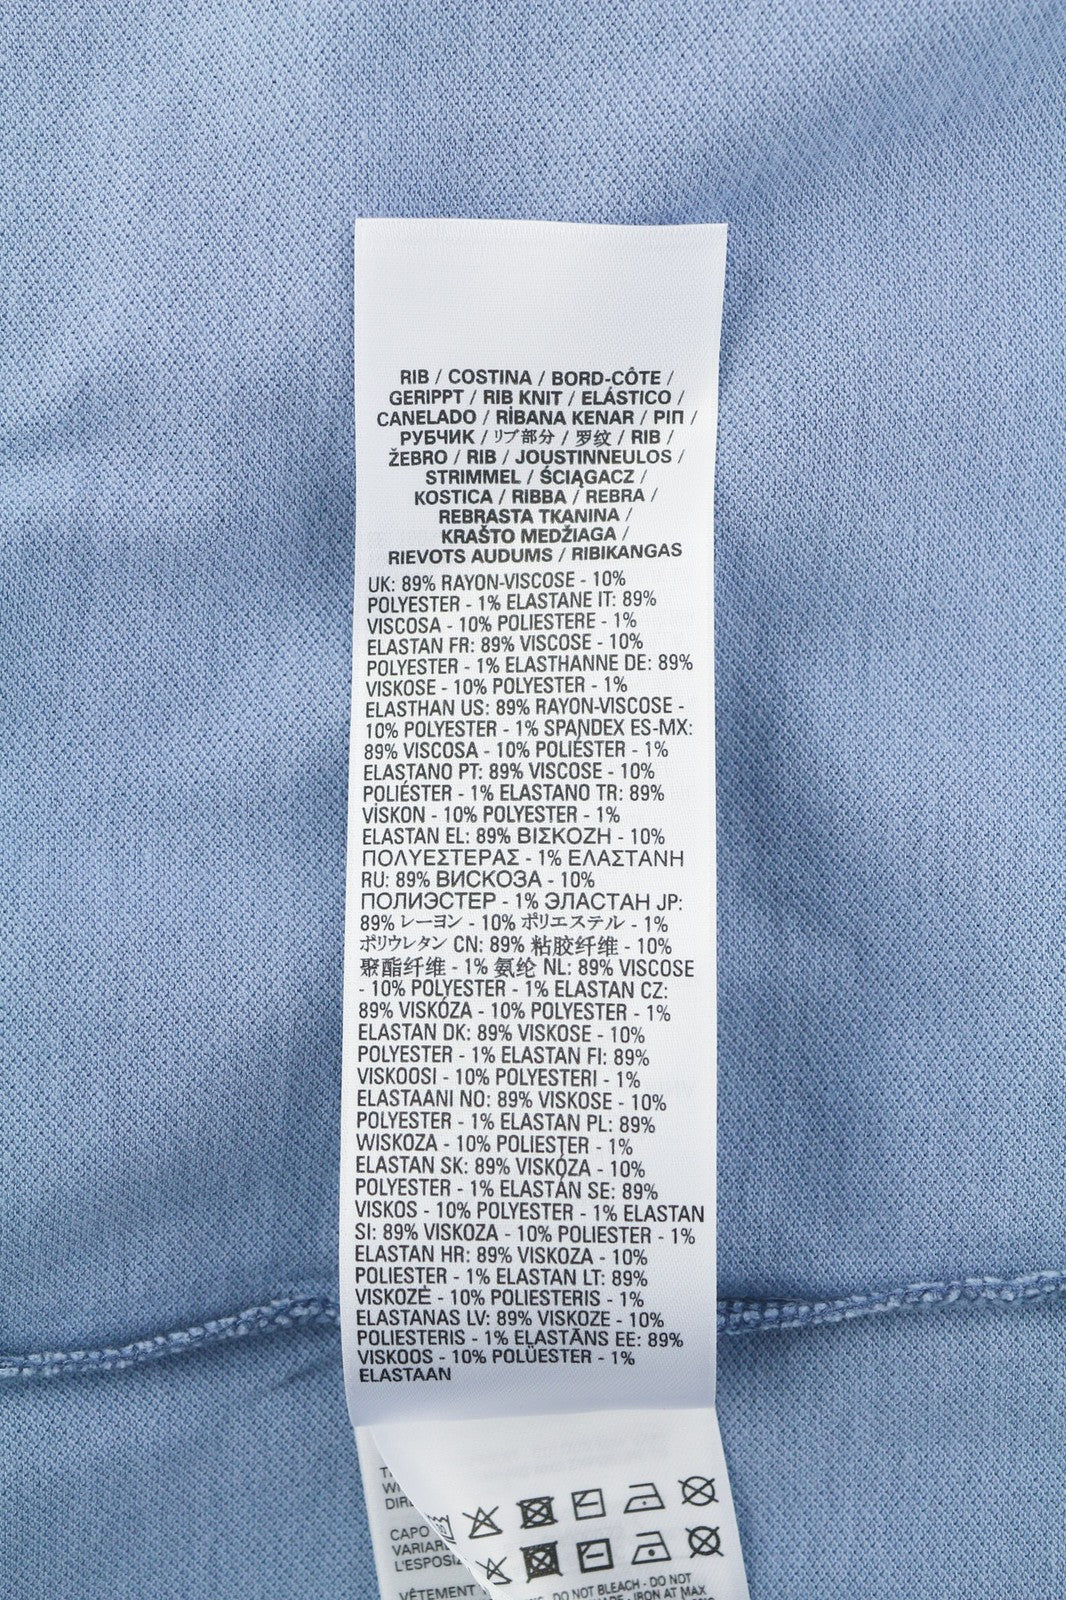 RIB / COSTINA / BORD-CÔTE /
GERIPPT / RIB KNIT / ELÁSTICO /
CANELADO / RİBANA KENAR / ΡΙΠ /
РУБЧИК / リブ部分 / 罗纹 / RIB /
ŽEBRO / RIB / JOUSTINNEULOS /
STRIMMEL / ŚCIĄGACZ /
KOSTICA / RIBBA / REBRA /
REBRASTA TKANINA /
KRAŠTO MEDŽIAGA /
RIEVOTS AUDUMS / RIBIKANGAS
UK: 89% RAYON-VISCOSE - 10%
POLYESTER - 1% ELASTANE IT: 89%
VISCOSA - 10% POLIESTERE - 1%
ELASTAN FR: 89% VISCOSE - 10%
POLYESTER - 1% ELASTHANNE DE: 89%
VISKOSE - 10% POLYESTER - 1%
ELASTHAN US: 89% RAYON-VISCOSE -
10% POLYESTER - 1% SPANDEX ES-MX:
89% VISCOSA - 10% POLIÉSTER - 1%
ELASTANO PT: 89% VISCOSE - 10%
POLIÉSTER - 1% ELASTANO TR: 89%
VİSKON - 10% POLYESTER - 1%
ELASTAN EL: 89% ΒΙΣΚΟΖΗ - 10%
ΠΟΛΥΕΣΤΕΡΑΣ - 1% ΕΛΑΣΤΑΝΗ
RU: 89% ВИСКОЗА - 10%
ПОЛИЭСТЕР - 1% ЭЛАСТАН JP:
89% レーヨン - 10% ポリエステル - 1%
ポリウレタン CN: 89% 粘胶纤维 - 10%
聚酯纤维 - 1% 氨纶 NL: 89% VISCOSE
- 10% POLYESTER - 1% ELASTAN CZ:
89% VISKÓZA - 10% POLYESTER - 1%
ELASTAN DK: 89% VISKOSE - 10%
POLYESTER - 1% ELASTAN FI: 89%
VISKOOSI - 10% POLYESTERI - 1%
ELASTAANI NO: 89% VISKOSE - 10%
POLYESTER - 1% ELASTAN PL: 89%
WISKOZA - 10% POLIESTER - 1%
ELASTAN SK: 89% VISKÓZA - 10%
POLYESTER - 1% ELASTÁN SE: 89%
VISKOS - 10% POLYESTER - 1% ELASTAN
SI: 89% VISKOZA - 10% POLIESTER - 1%
ELASTAN HR: 89% VISKOZA - 10%
POLIESTER - 1% ELASTAN LT: 89%
VISKOZĖ - 10% POLIESTERIS - 1%
ELASTANAS LV: 89% VISKOZE - 10%
POLIESTERIS - 1% ELASTĀNS EE: 89%
VISKOOS - 10% POLÜESTER - 1%
ELASTAAN
CAPO
L'ESPOSIZ
VÊTEMENT
DO NOT BLEACH - DO NOT
IRON AT MAX